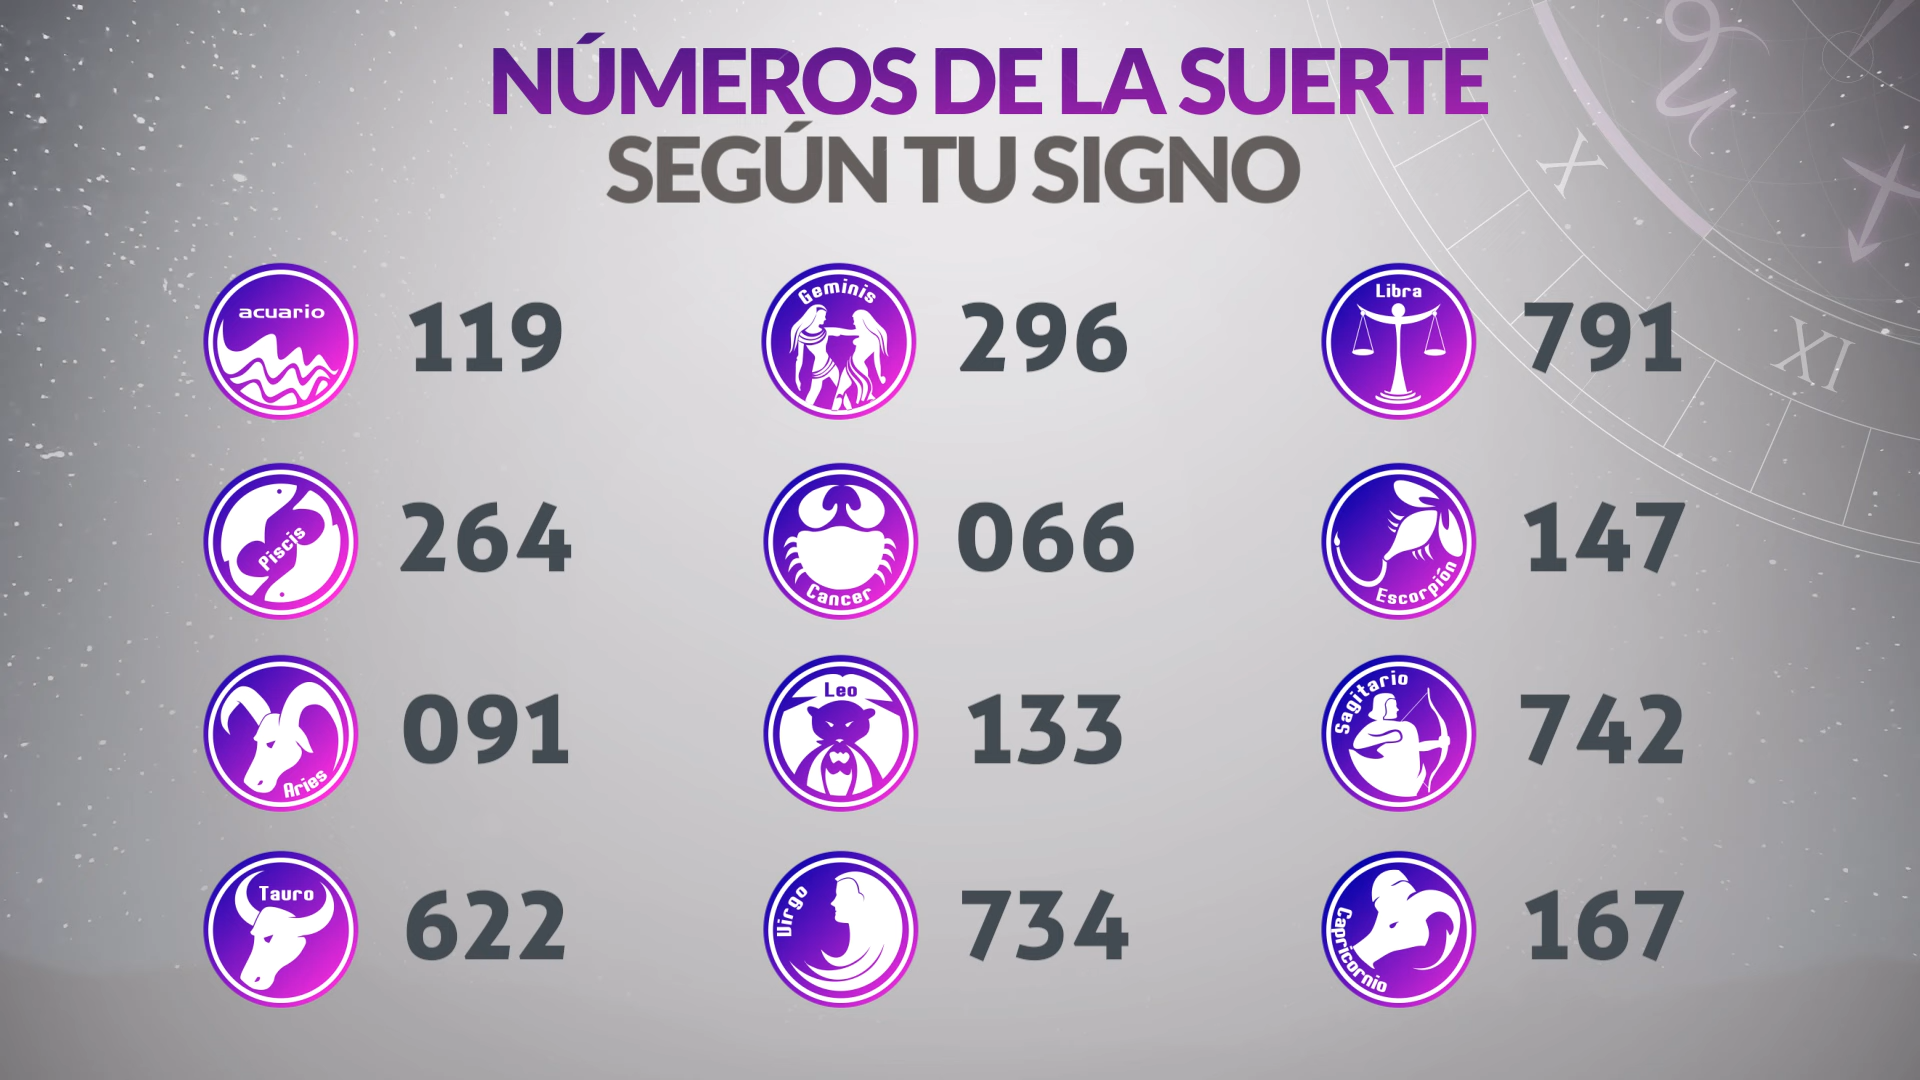 NÚMEROS DE LA SUERTE
SEGÚN TU SIGNO
acuario 119
Geminis 296
Libra 791
Piscis 264
Cancer 066
Escorpión 147
Aries 091
Leo 133
Sagitario 742
Tauro 622
Virgo 734
Capricornio 167
X
XI